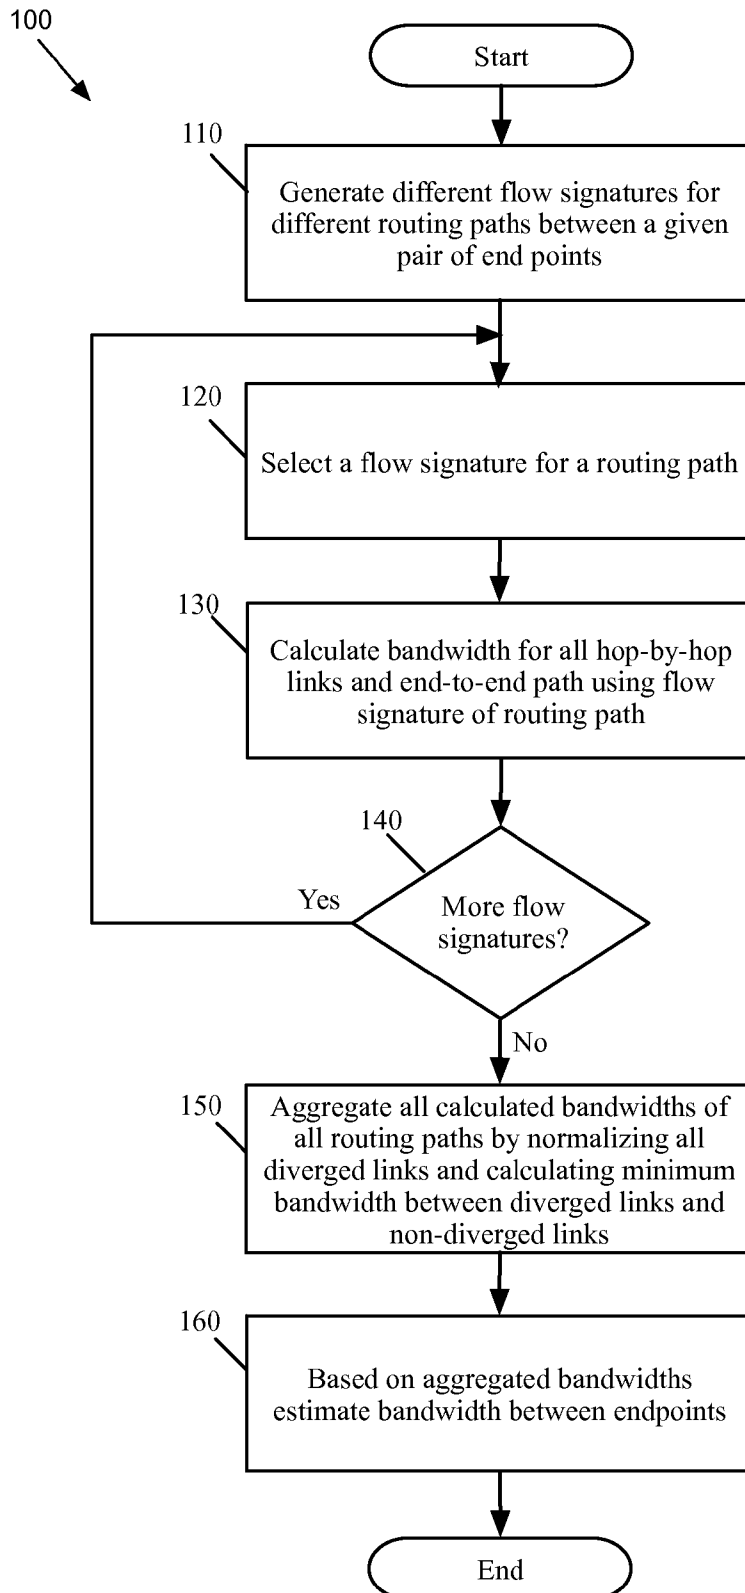 100
Start
110
Generate different flow signatures for
different routing paths between a given
pair of end points
120
Select a flow signature for a routing path
130
Calculate bandwidth for all hop-by-hop
links and end-to-end path using flow
signature of routing path
140
Yes
More flow
signatures?
No
150
Aggregate all calculated bandwidths of
all routing paths by normalizing all
diverged links and calculating minimum
bandwidth between diverged links and
non-diverged links
160
Based on aggregated bandwidths
estimate bandwidth between endpoints
End